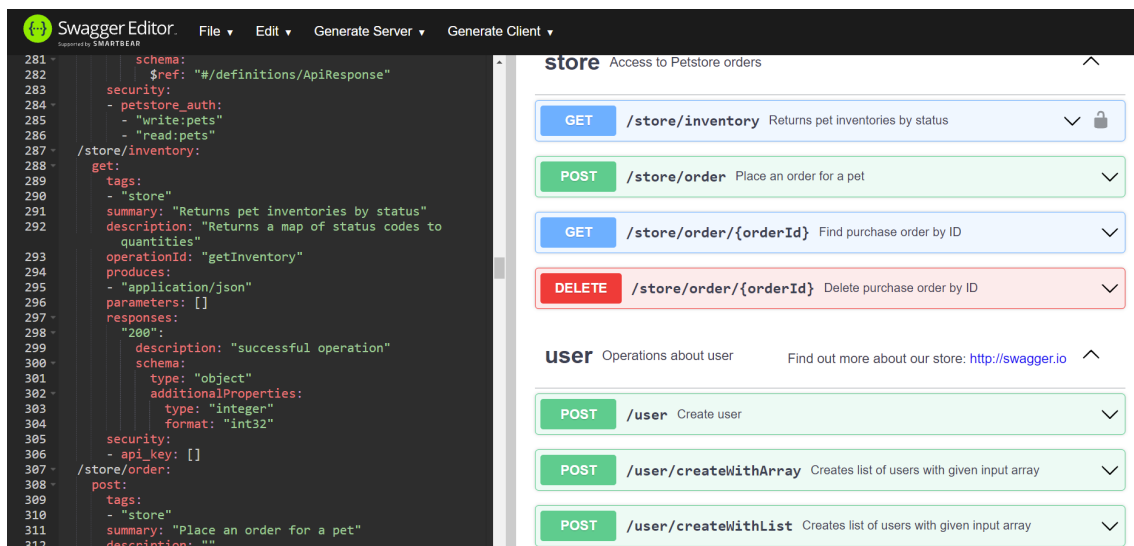 Swagger Editor.
Supported by SMARTBEAR
File ▾ Edit ▾ Generate Server ▾ Generate Client ▾
281 schema:
282 $ref: "#/definitions/ApiResponse"
283 security:
284 - petstore_auth:
285 - "write:pets"
286 - "read:pets"
287 /store/inventory:
288 get:
289 tags:
290 - "store"
291 summary: "Returns pet inventories by status"
292 description: "Returns a map of status codes to
quantities"
293 operationId: "getInventory"
294 produces:
295 - "application/json"
296 parameters: []
297 responses:
298 "200":
299 description: "successful operation"
300 schema:
301 type: "object"
302 additionalProperties:
303 type: "integer"
304 format: "int32"
305 security:
306 - api_key: []
307 /store/order:
308 post:
309 tags:
310 - "store"
311 summary: "Place an order for a pet"
312 description: ""
store Access to Petstore orders
GET /store/inventory Returns pet inventories by status
POST /store/order Place an order for a pet
GET /store/order/{orderId} Find purchase order by ID
DELETE /store/order/{orderId} Delete purchase order by ID
user Operations about user Find out more about our store: http://swagger.io
POST /user Create user
POST /user/createWithArray Creates list of users with given input array
POST /user/createWithList Creates list of users with given input array